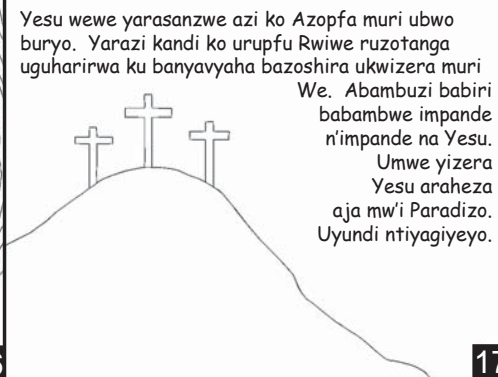 Yesu wewe yarasanzwe azi ko Azopfa muri ubwo
buryo. Yarazi kandi ko urupfu Rwiwe ruzotanga
uguharirwa ku banyavyaha bazoshira ukwizera muri
We. Abambuzi babiri
babambwe impande
n'impande na Yesu.
Umwe yizera
Yesu araheza
aja mw'i Paradizo.
Uyundi ntiyagiyeyo.
17